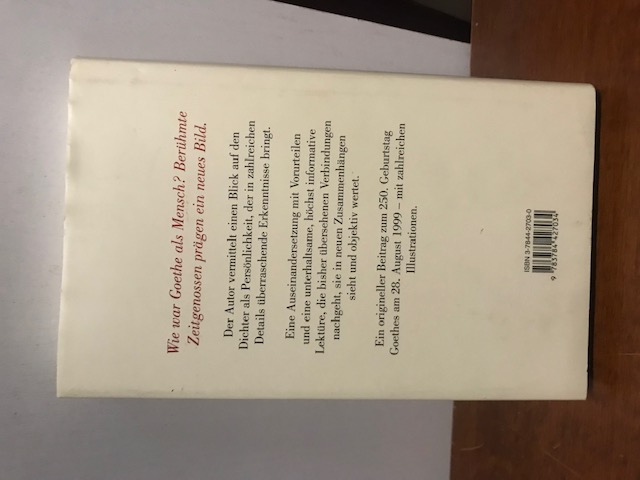 Wie war Goethe als Mensch? Berühmte
Zeitgenossen prägen ein neues Bild.
Der Autor vermittelt einen Blick auf den
Dichter als Persönlichkeit, der in zahlreichen
Details überraschende Erkenntnisse bringt.
Eine Auseinandersetzung mit Vorurteilen
und eine unterhaltsame, höchst informative
Lektüre, die bisher übersehenen Verbindungen
nachgeht, sie in neuen Zusammenhängen
sieht und objektiv wertet.
Ein origineller Beitrag zum 250. Geburtstag
Goethes am 28. August 1999 – mit zahlreichen
Illustrationen.
ISBN 3-7844-2703-0
9 783784 427034